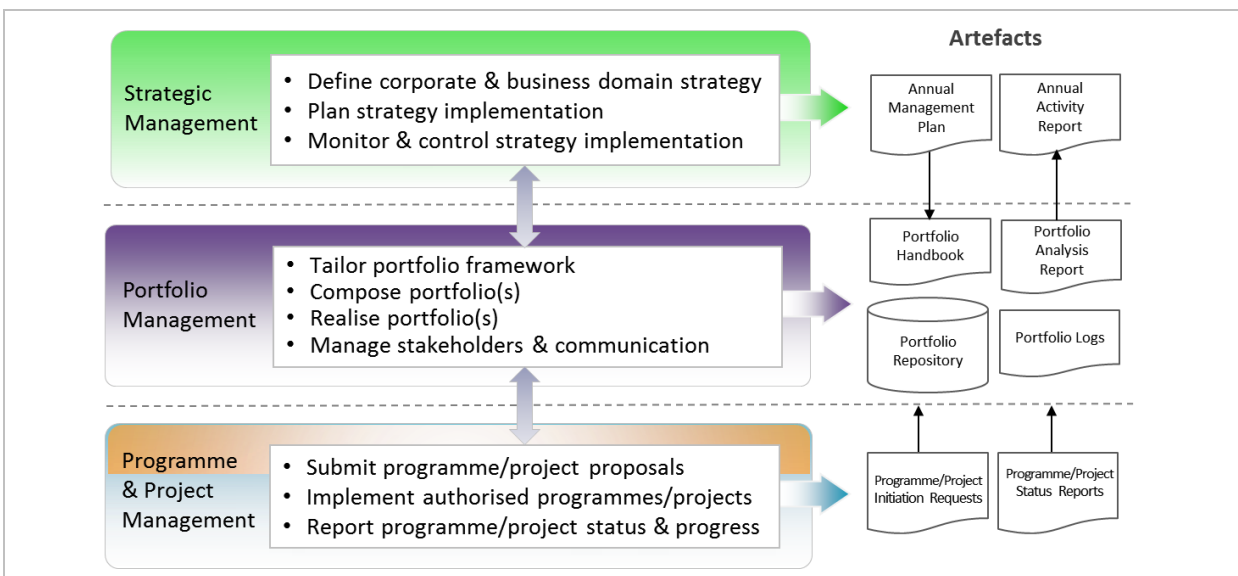 Artefacts
Strategic
Management
• Define corporate & business domain strategy
• Plan strategy implementation
• Monitor & control strategy implementation
Annual
Management
Plan
Annual
Activity
Report
Portfolio
Management
• Tailor portfolio framework
• Compose portfolio(s)
• Realise portfolio(s)
• Manage stakeholders & communication
Portfolio
Handbook
Portfolio
Analysis
Report
Portfolio
Repository
Portfolio Logs
Programme
& Project
Management
• Submit programme/project proposals
• Implement authorised programmes/projects
• Report programme/project status & progress
Programme/Project
Initiation Requests
Programme/Project
Status Reports